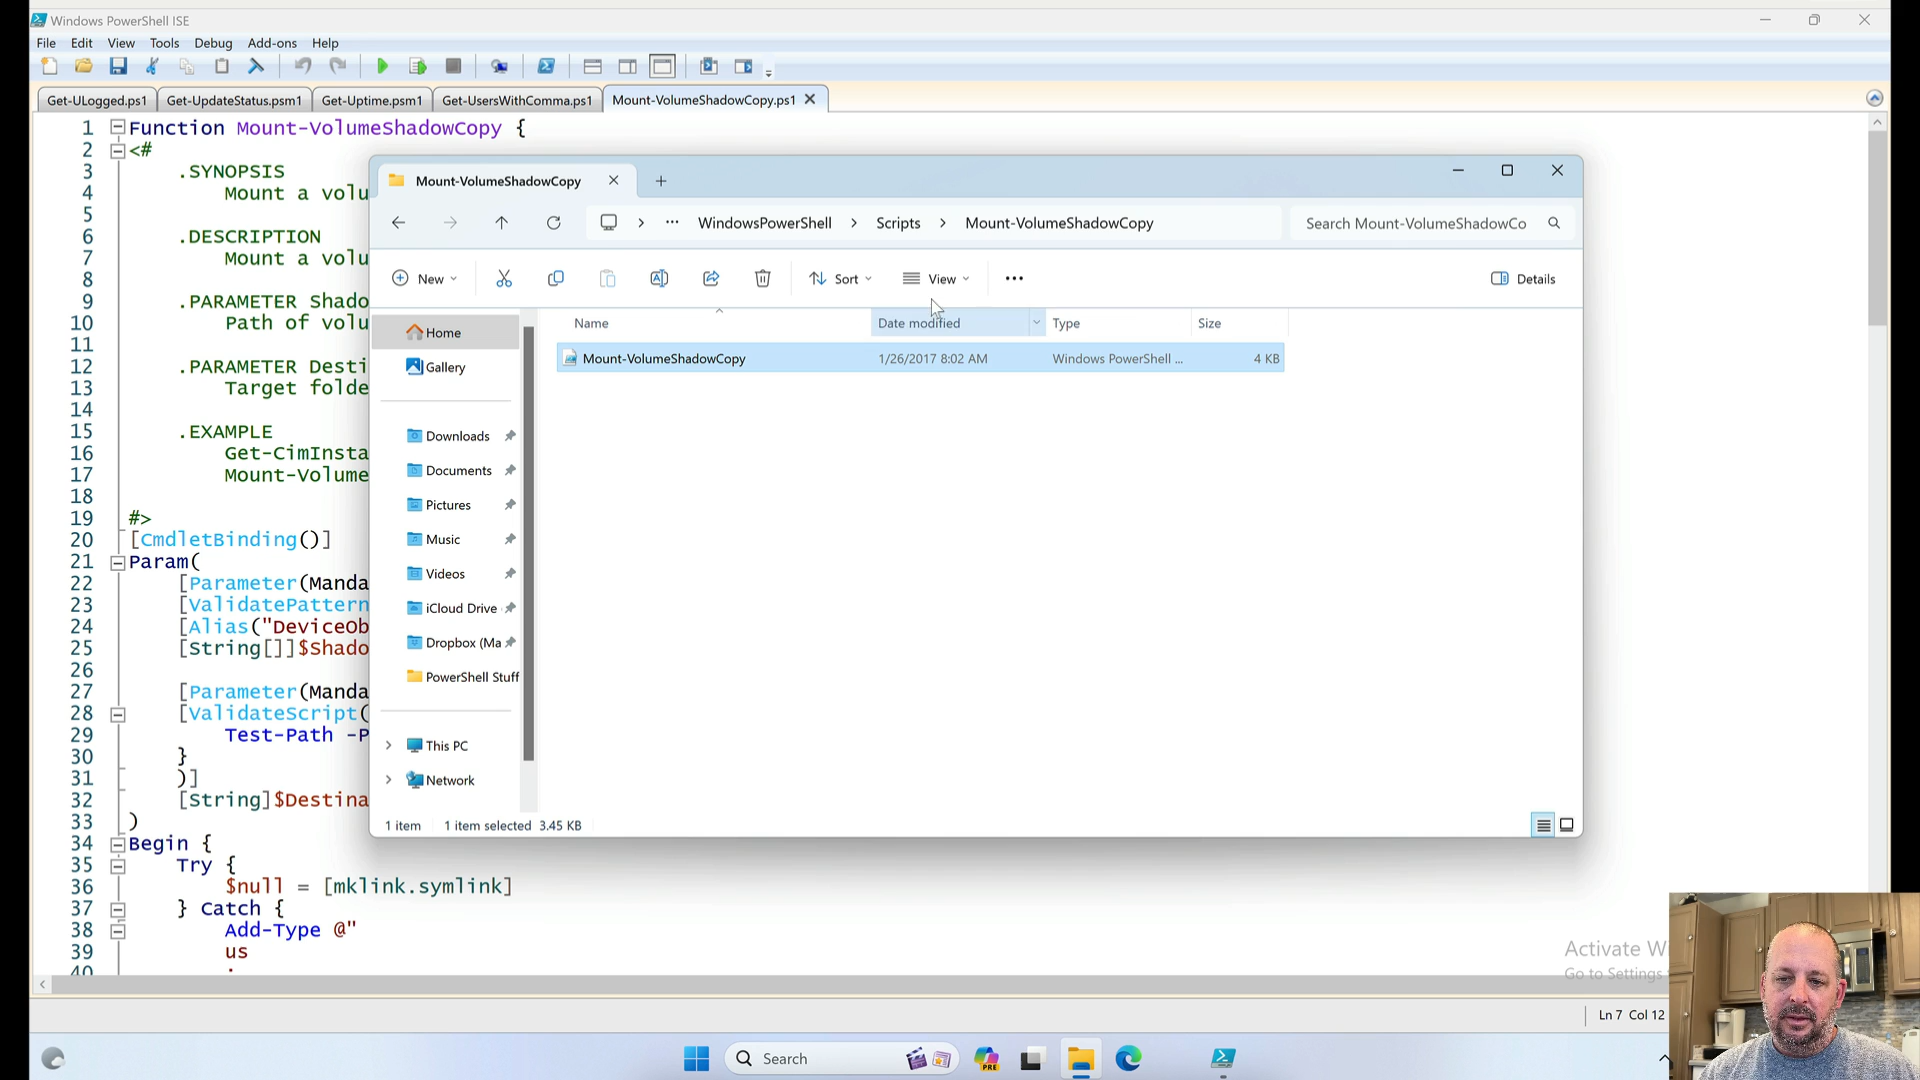 Windows PowerShell ISE
File Edit View Tools Debug Add-ons Help
Get-ULogged.ps1 Get-UpdateStatus.psm1 Get-Uptime.psm1 Get-UsersWithComma.ps1 Mount-VolumeShadowCopy.ps1
1 Function Mount-VolumeShadowCopy {
2 <#
3 .SYNOPSIS
4 Mount a volu
5
6 .DESCRIPTION
7 Mount a volu
8
9 .PARAMETER Shado
10 Path of volu
11
12 .PARAMETER Desti
13 Target folde
14
15 .EXAMPLE
16 Get-CimInsta
17 Mount-Volume
18
19 #>
20 [CmdletBinding()]
21 Param(
22 [Parameter(Manda
23 [ValidatePattern
24 [Alias("DeviceOb
25 [String[]]$Shado
26
27 [Parameter(Manda
28 [ValidateScript(
29 Test-Path -P
30 }
31 )]
32 [String]$Destina
33 )
34 Begin {
35 Try {
36 $null = [mklink.symlink]
37 } Catch {
38 Add-Type @"
39 us
40
Mount-VolumeShadowCopy
WindowsPowerShell > Scripts > Mount-VolumeShadowCopy Search Mount-VolumeShadowCo
New Sort View Details
Name Date modified Type Size
Mount-VolumeShadowCopy 1/26/2017 8:02 AM Windows PowerShell ... 4 KB
Home
Gallery
Downloads
Documents
Pictures
Music
Videos
iCloud Drive
Dropbox (Ma
PowerShell Stuff
This PC
Network
1 item 1 item selected 3.45 KB
Activate Wi
Go to Settings
Ln 7 Col 12
Search
PRE